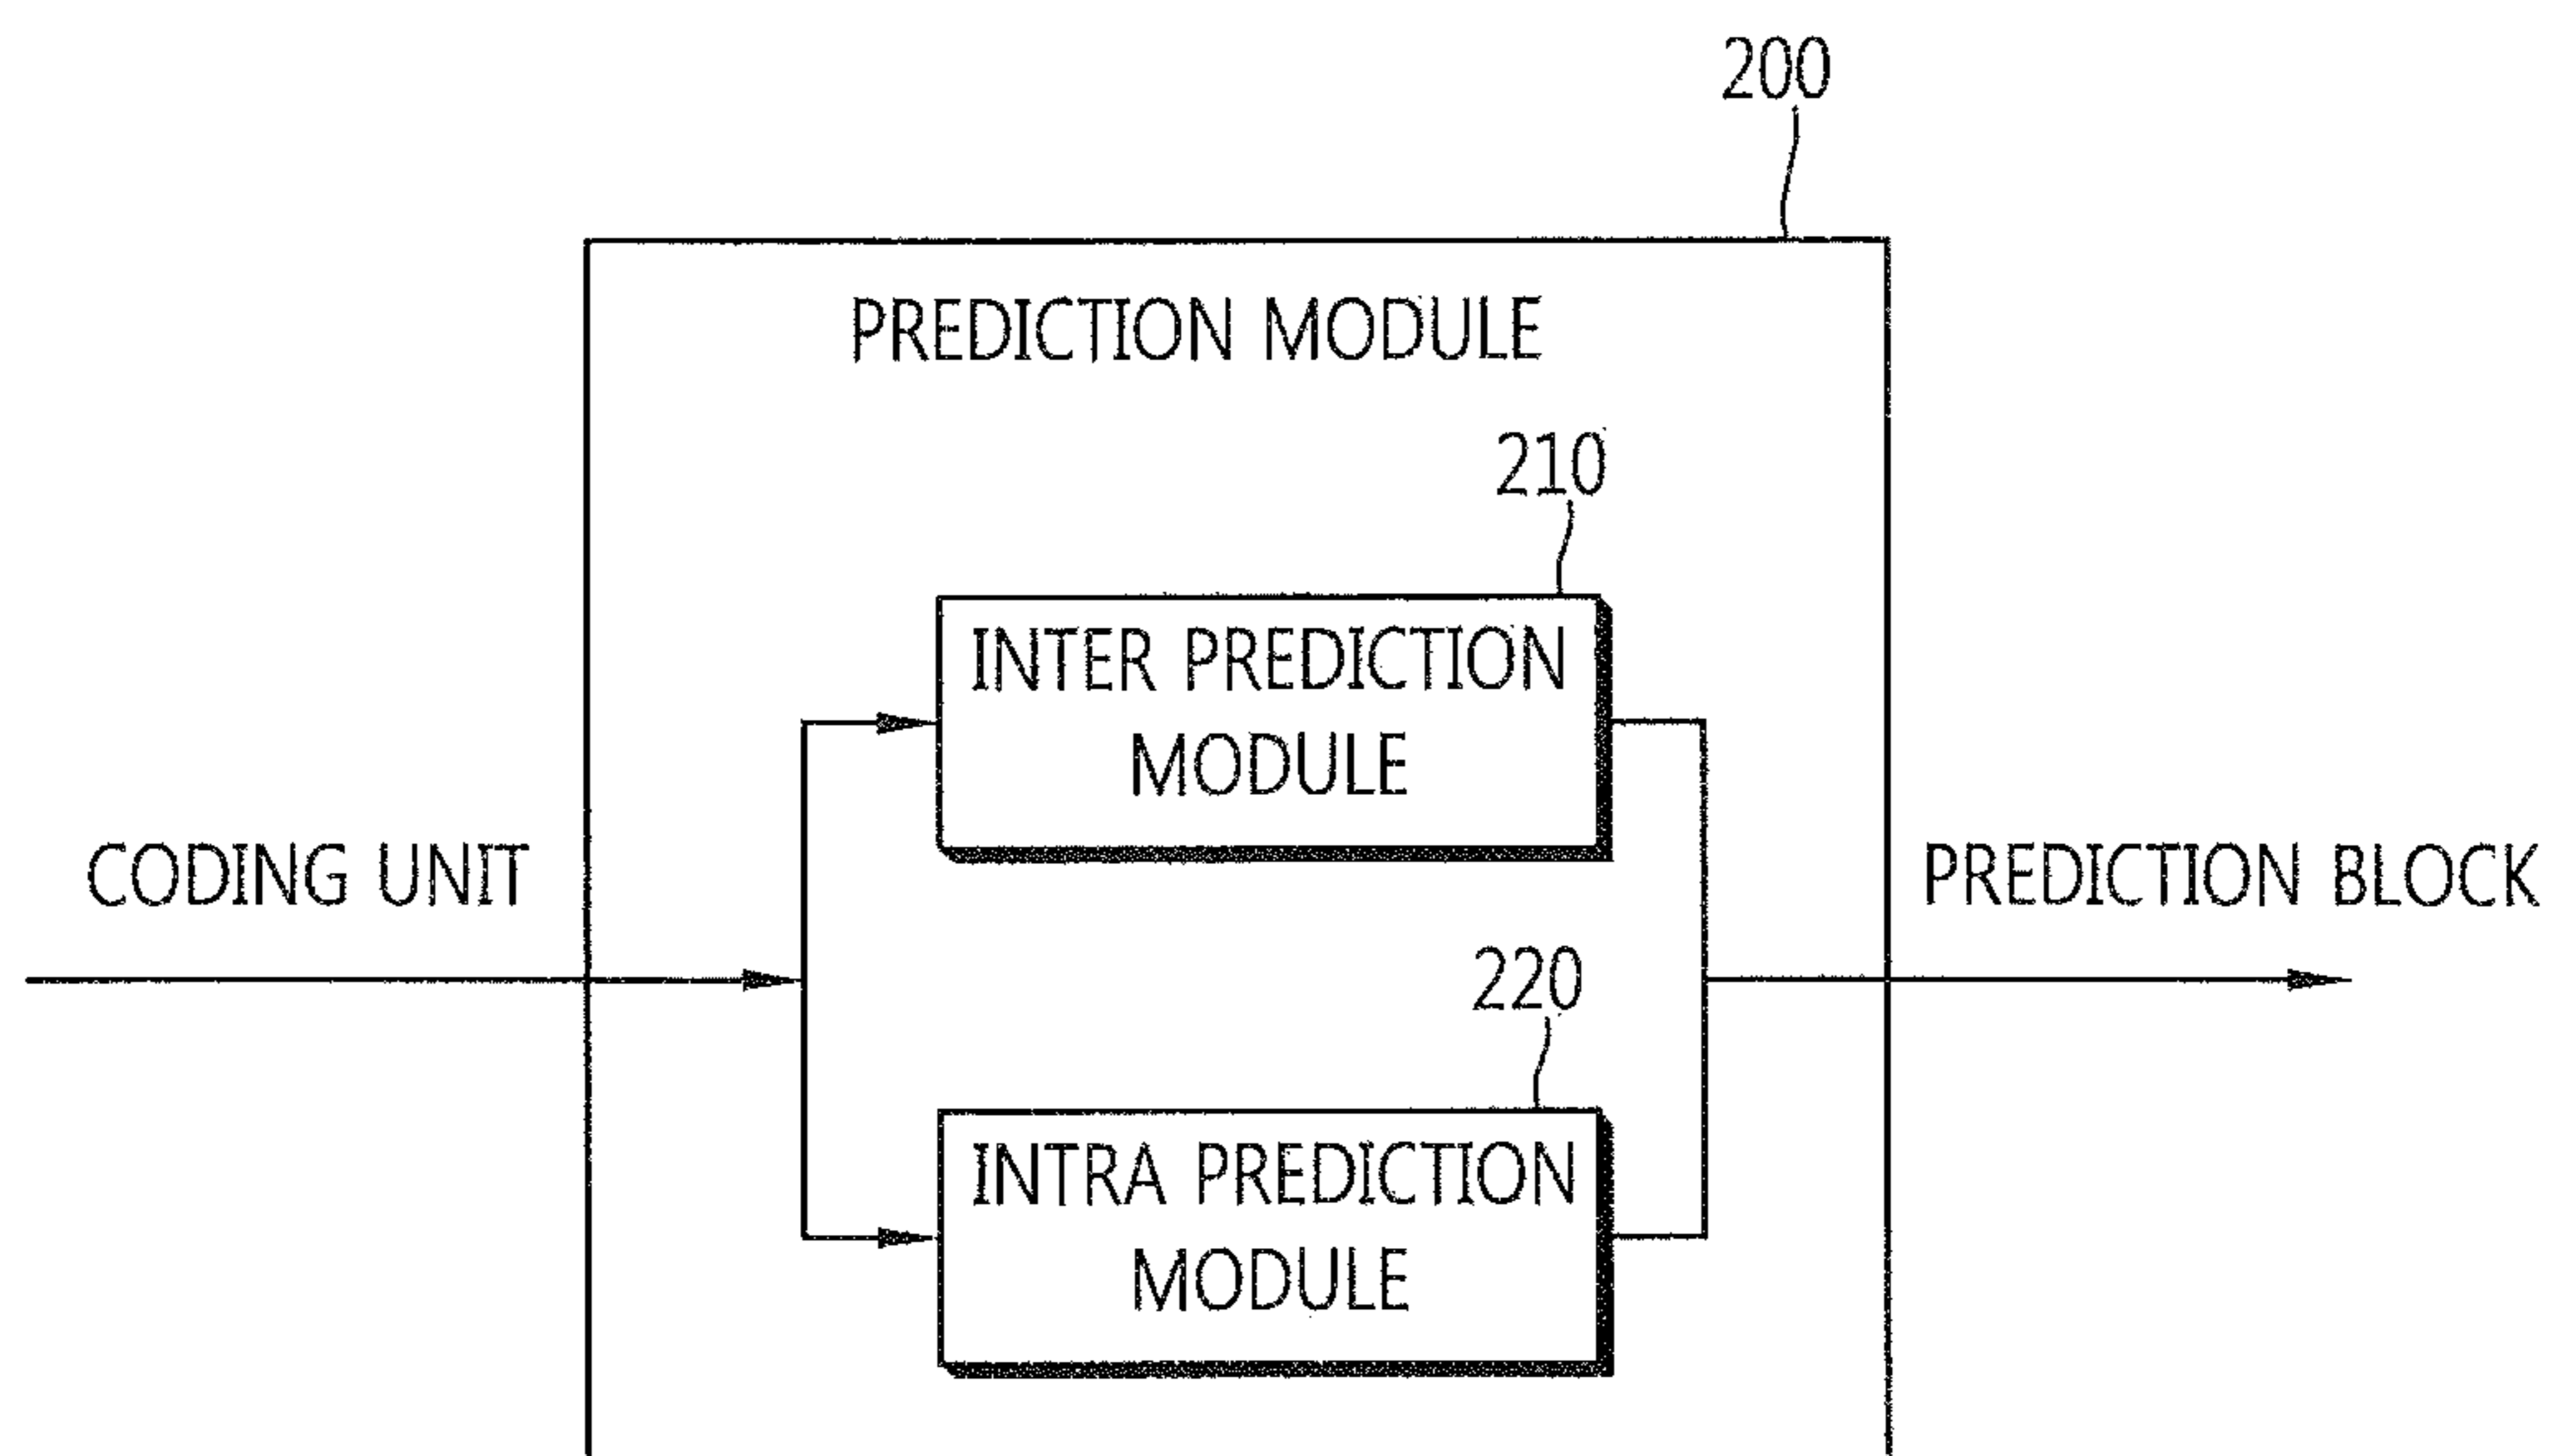 200
PREDICTION MODULE
210
INTER PREDICTION
MODULE
CODING UNIT
PREDICTION BLOCK
220
INTRA PREDICTION
MODULE